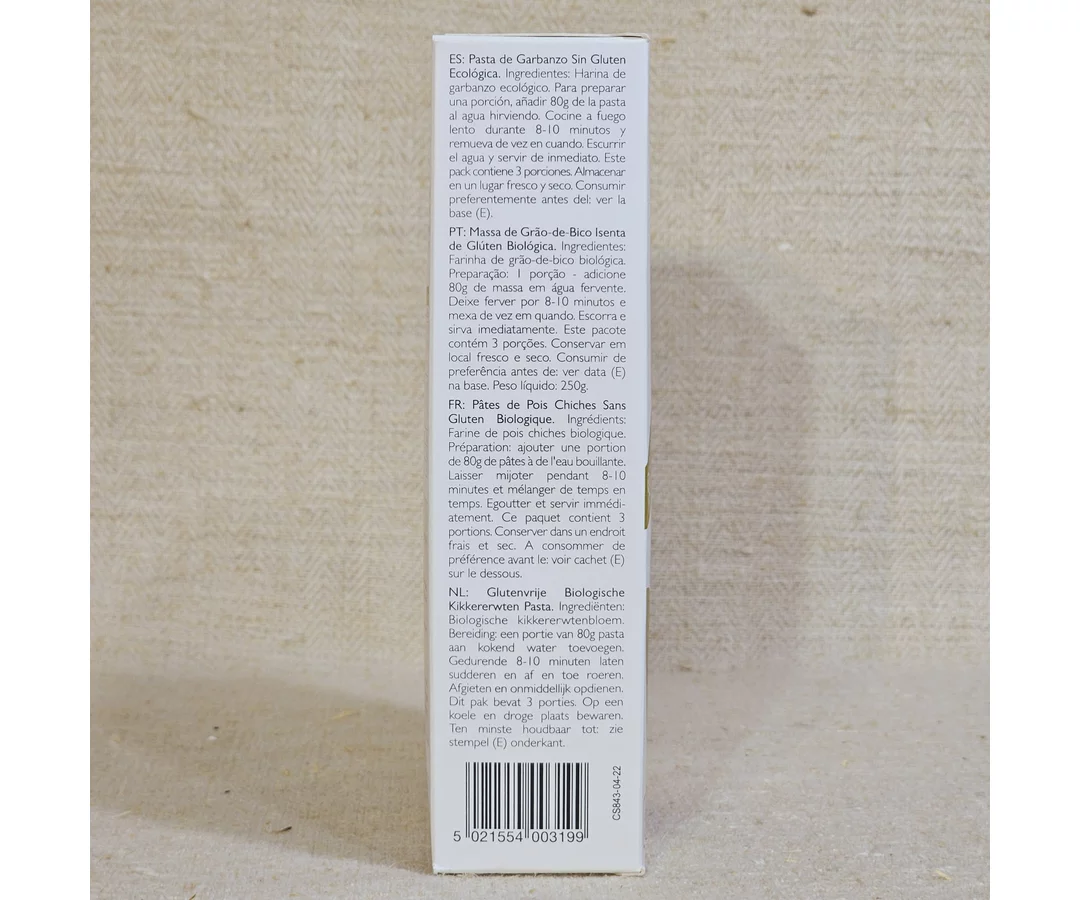 ES: Pasta de Garbanzo Sin Gluten
Ecológica. Ingredientes: Harina de
garbanzo ecológico. Para preparar
una porción, añadir 80g de la pasta
al agua hirviendo. Cocine a fuego
lento durante 8-10 minutos y
remueva de vez en cuando. Escurrir
el agua y servir de inmediato. Este
pack contiene 3 porciones. Almacenar
en un lugar fresco y seco. Consumir
preferentemente antes del: ver la
base (E).
PT: Massa de Grão-de-Bico Isenta
de Glúten Biológica. Ingredientes:
Farinha de grão-de-bico biológica.
Preparação: 1 porção - adicione
80g de massa em água fervente.
Deixe ferver por 8-10 minutos e
mexa de vez em quando. Escorra e
sirva imediatamente. Este pacote
contém 3 porções. Conservar em
local fresco e seco. Consumir de
preferência antes de: ver data (E)
na base. Peso líquido: 250g.
FR: Pâtes de Pois Chiches Sans
Gluten Biologique. Ingrédients:
Farine de pois chiches biologique.
Préparation: ajouter une portion
de 80g de pâtes à de l'eau bouillante.
Laisser mijoter pendant 8-10
minutes et mélanger de temps en
temps. Egoutter et servir immédi-
atement. Ce paquet contient 3
portions. Conserver dans un endroit
frais et sec. A consommer de
préférence avant le: voir cachet (E)
sur le dessous.
NL: Glutenvrije Biologische
Kikkererwten Pasta. Ingrediënten:
Biologische kikkererwtenbloem.
Bereiding: een portie van 80g pasta
aan kokend water toevoegen.
Gedurende 8-10 minuten laten
sudderen en af en toe roeren.
Afgieten en onmiddellijk opdienen.
Dit pak bevat 3 porties. Op een
koele en droge plaats bewaren.
Ten minste houdbaar tot: zie
stempel (E) onderkant.
CS843-04-22
5 021554 003199